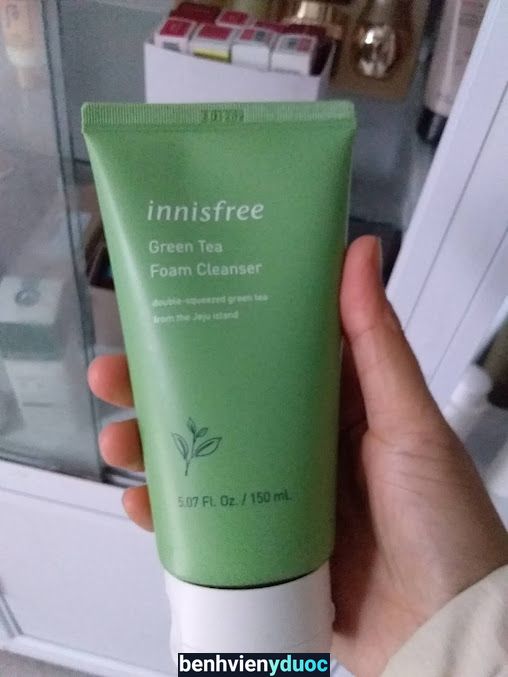 innisfree
Green Tea
Foam Cleanser
double-squeezed green tea
from the Jeju island
5.07 Fl. Oz. / 150 mL
benhvienyduoc